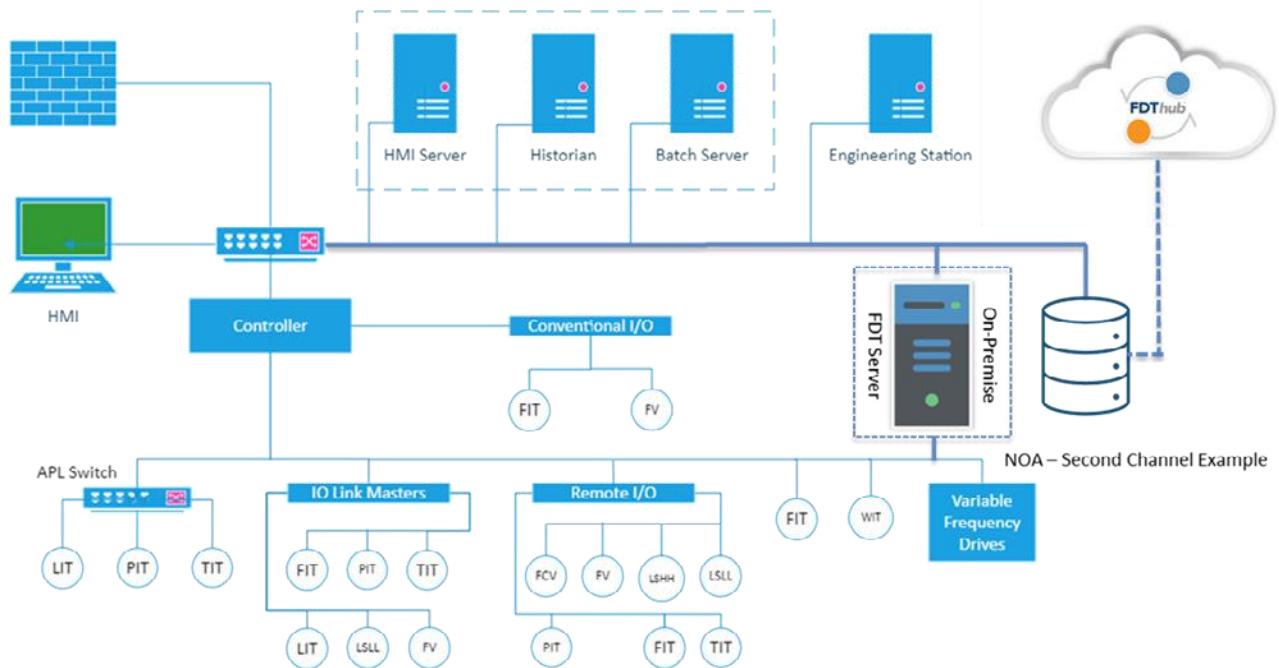 HMI Server
Historian
Batch Server
Engineering Station
FDThub
HMI
Controller
Conventional I/O
FIT
FV
FDT Server
On-Premise
NOA – Second Channel Example
APL Switch
LIT
PIT
TIT
IO Link Masters
FIT
PIT
TIT
LIT
LSLL
FV
Remote I/O
FCV
FV
LSHH
LSLL
PIT
FIT
TIT
FIT
WIT
Variable
Frequency
Drives